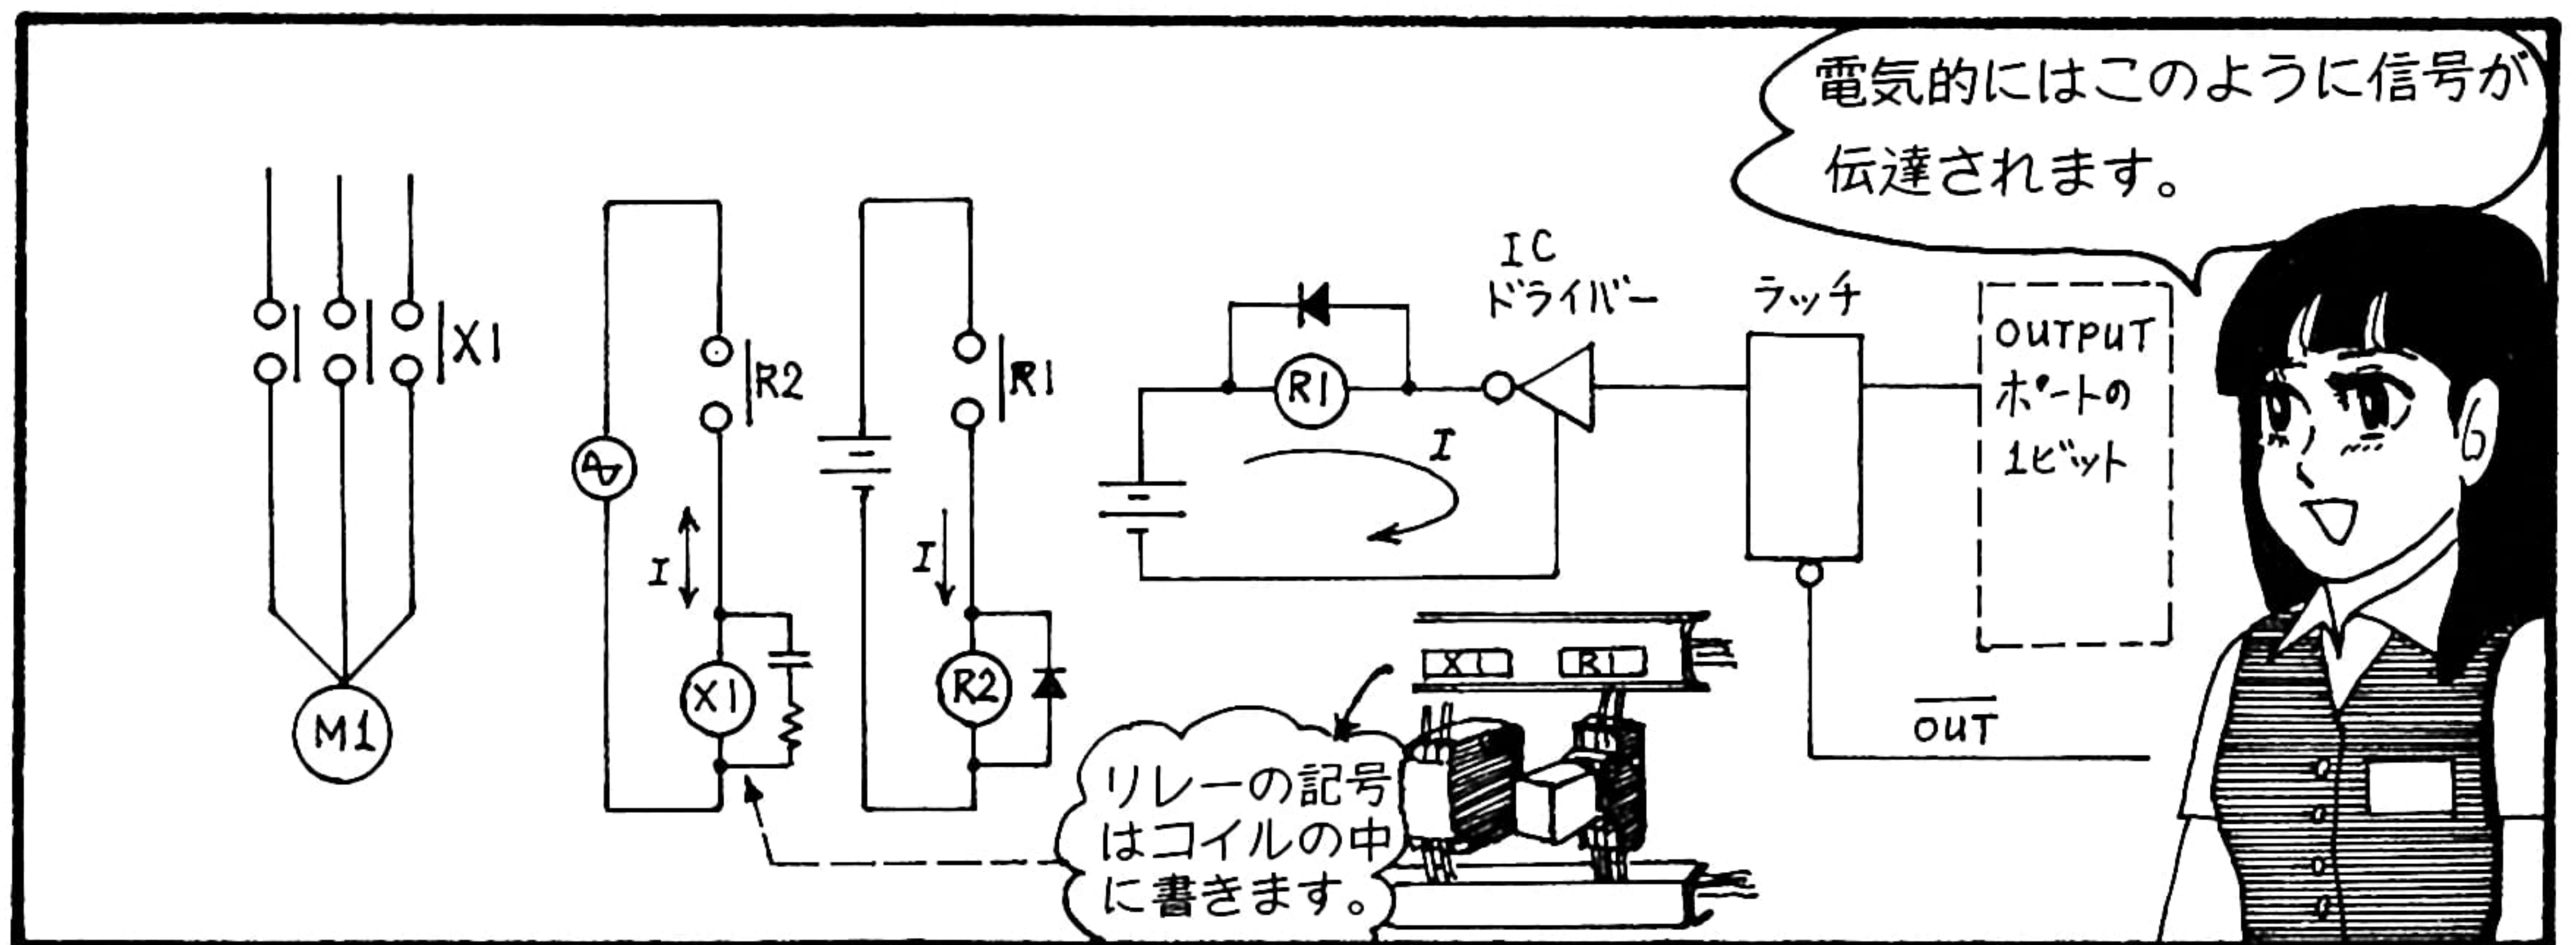 電気的にはこのように信号が
伝達されます。
X1
R2
I
X1
M1
R1
I
R2
R1
I
IC
ドライバー
ラッチ
OUTPUT
ポートの
1ビット
OUT
X1
R1
リレーの記号
はコイルの中
に書きます。